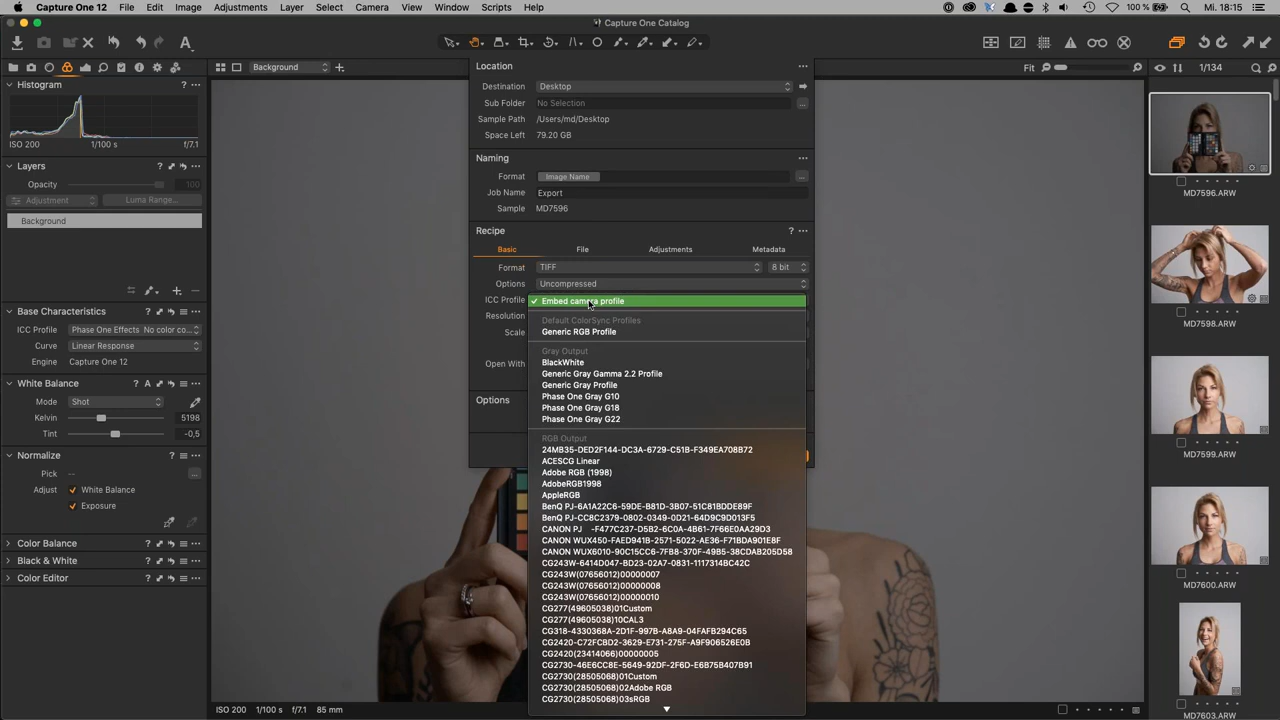 Capture One 12 File Edit Image Adjustments Layer Select Camera View Window Scripts Help 100 % Mi. 18:15
Capture One Catalog
Background
Fit
1/134
Histogram
ISO 200 1/100 s f/7.1
Layers
Opacity 100
Adjustment Luma Range...
Background
Base Characteristics
ICC Profile Phase One Effects No color co...
Curve Linear Response
Engine Capture One 12
White Balance
Mode Shot
Kelvin 5198
Tint -0,5
Normalize
Pick --
Adjust White Balance
Exposure
Color Balance
Black & White
Color Editor
Location
Destination Desktop
Sub Folder No Selection
Sample Path /Users/md/Desktop
Space Left 79.20 GB
Naming
Format Image Name
Job Name Export
Sample MD7596
Recipe
Basic File Adjustments Metadata
Format TIFF 8 bit
Options Uncompressed
ICC Profile Embed camera profile
Resolution
Scale
Open With
Options
Default ColorSync Profiles
Generic RGB Profile
Gray Output
BlackWhite
Generic Gray Gamma 2.2 Profile
Generic Gray Profile
Phase One Gray G10
Phase One Gray G18
Phase One Gray G22
RGB Output
24MB35-DED2F144-DC3A-6729-C51B-F349EA708B72
ACESCG Linear
Adobe RGB (1998)
AdobeRGB1998
AppleRGB
BenQ PJ-6A1A22C6-59DE-B81D-3B07-51C81BDDE89F
BenQ PJ-CC8C2379-0802-0349-0D21-64D9C9D013F5
CANON PJ -F477C237-D5B2-6C0A-4B61-7F66E0AA29D3
CANON WUX450-FAED941B-2571-5022-AE36-F71BDA901E8F
CANON WUX6010-90C15CC6-7FB8-370F-49B5-38CDAB205D58
CG243W-6014D047-BD23-02A7-0831-1117314BC42C
CG243W(07656012)00000007
CG243W(07656012)00000008
CG243W(07656012)00000010
CG277(49605038)01Custom
CG277(49605038)10CAL3
CG318-4330368A-2D1F-997B-A8A9-04FAFB294C65
CG2420-C72FCBD2-3629-E731-275F-A9F906526E0B
CG2420(23414066)00000005
CG2730-46E6CC8E-5649-92DF-2F6D-E6B75B407B91
CG2730(28505068)01Custom
CG2730(28505068)02Adobe RGB
CG2730(28505068)03sRGB
MD7596.ARW
MD7598.ARW
MD7599.ARW
MD7600.ARW
MD7603.ARW
ISO 200 1/100 s f/7.1 85 mm